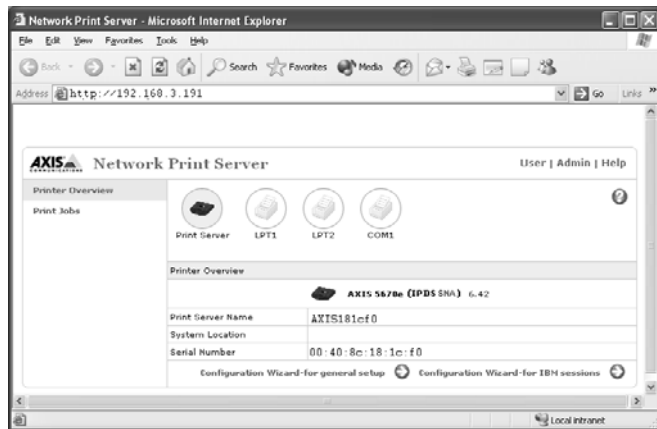 Network Print Server - Microsoft Internet Explorer
File Edit View Favorites Tools Help
Back Search Favorites Media
Address http://192.168.3.191 Go Links »
AXIS COMMUNICATIONS Network Print Server User | Admin | Help
Printer Overview
Print Jobs
Print Server LPT1 LPT2 COM1
Printer Overview
AXIS 5670e (IPDS SNA) 6.42
Print Server Name AXIS181cf0
System Location
Serial Number 00:40:8c:18:1c:f0
Configuration Wizard-for general setup Configuration Wizard-for IBM sessions
Local intranet